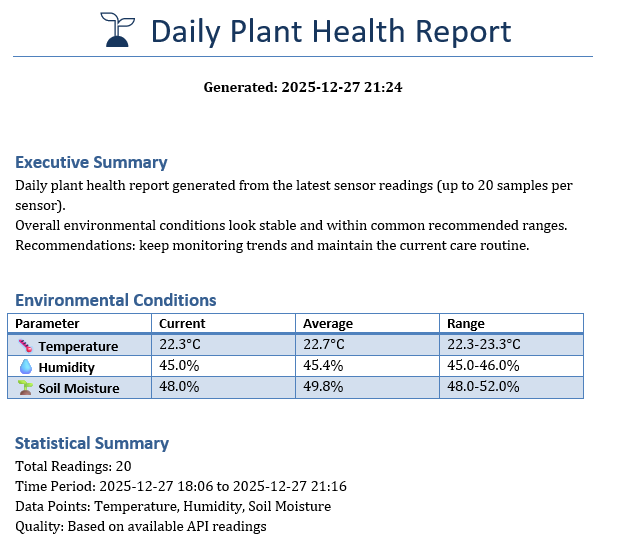 Daily Plant Health Report
Generated: 2025-12-27 21:24
Executive Summary
Daily plant health report generated from the latest sensor readings (up to 20 samples per
sensor).
Overall environmental conditions look stable and within common recommended ranges.
Recommendations: keep monitoring trends and maintain the current care routine.
Environmental Conditions
Parameter Current Average Range
Temperature 22.3°C 22.7°C 22.3-23.3°C
Humidity 45.0% 45.4% 45.0-46.0%
Soil Moisture 48.0% 49.8% 48.0-52.0%
Statistical Summary
Total Readings: 20
Time Period: 2025-12-27 18:06 to 2025-12-27 21:16
Data Points: Temperature, Humidity, Soil Moisture
Quality: Based on available API readings